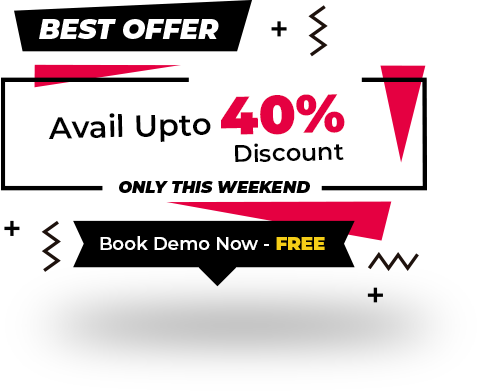 BEST OFFER
Avail Upto 40%
Discount
ONLY THIS WEEKEND
Book Demo Now - FREE